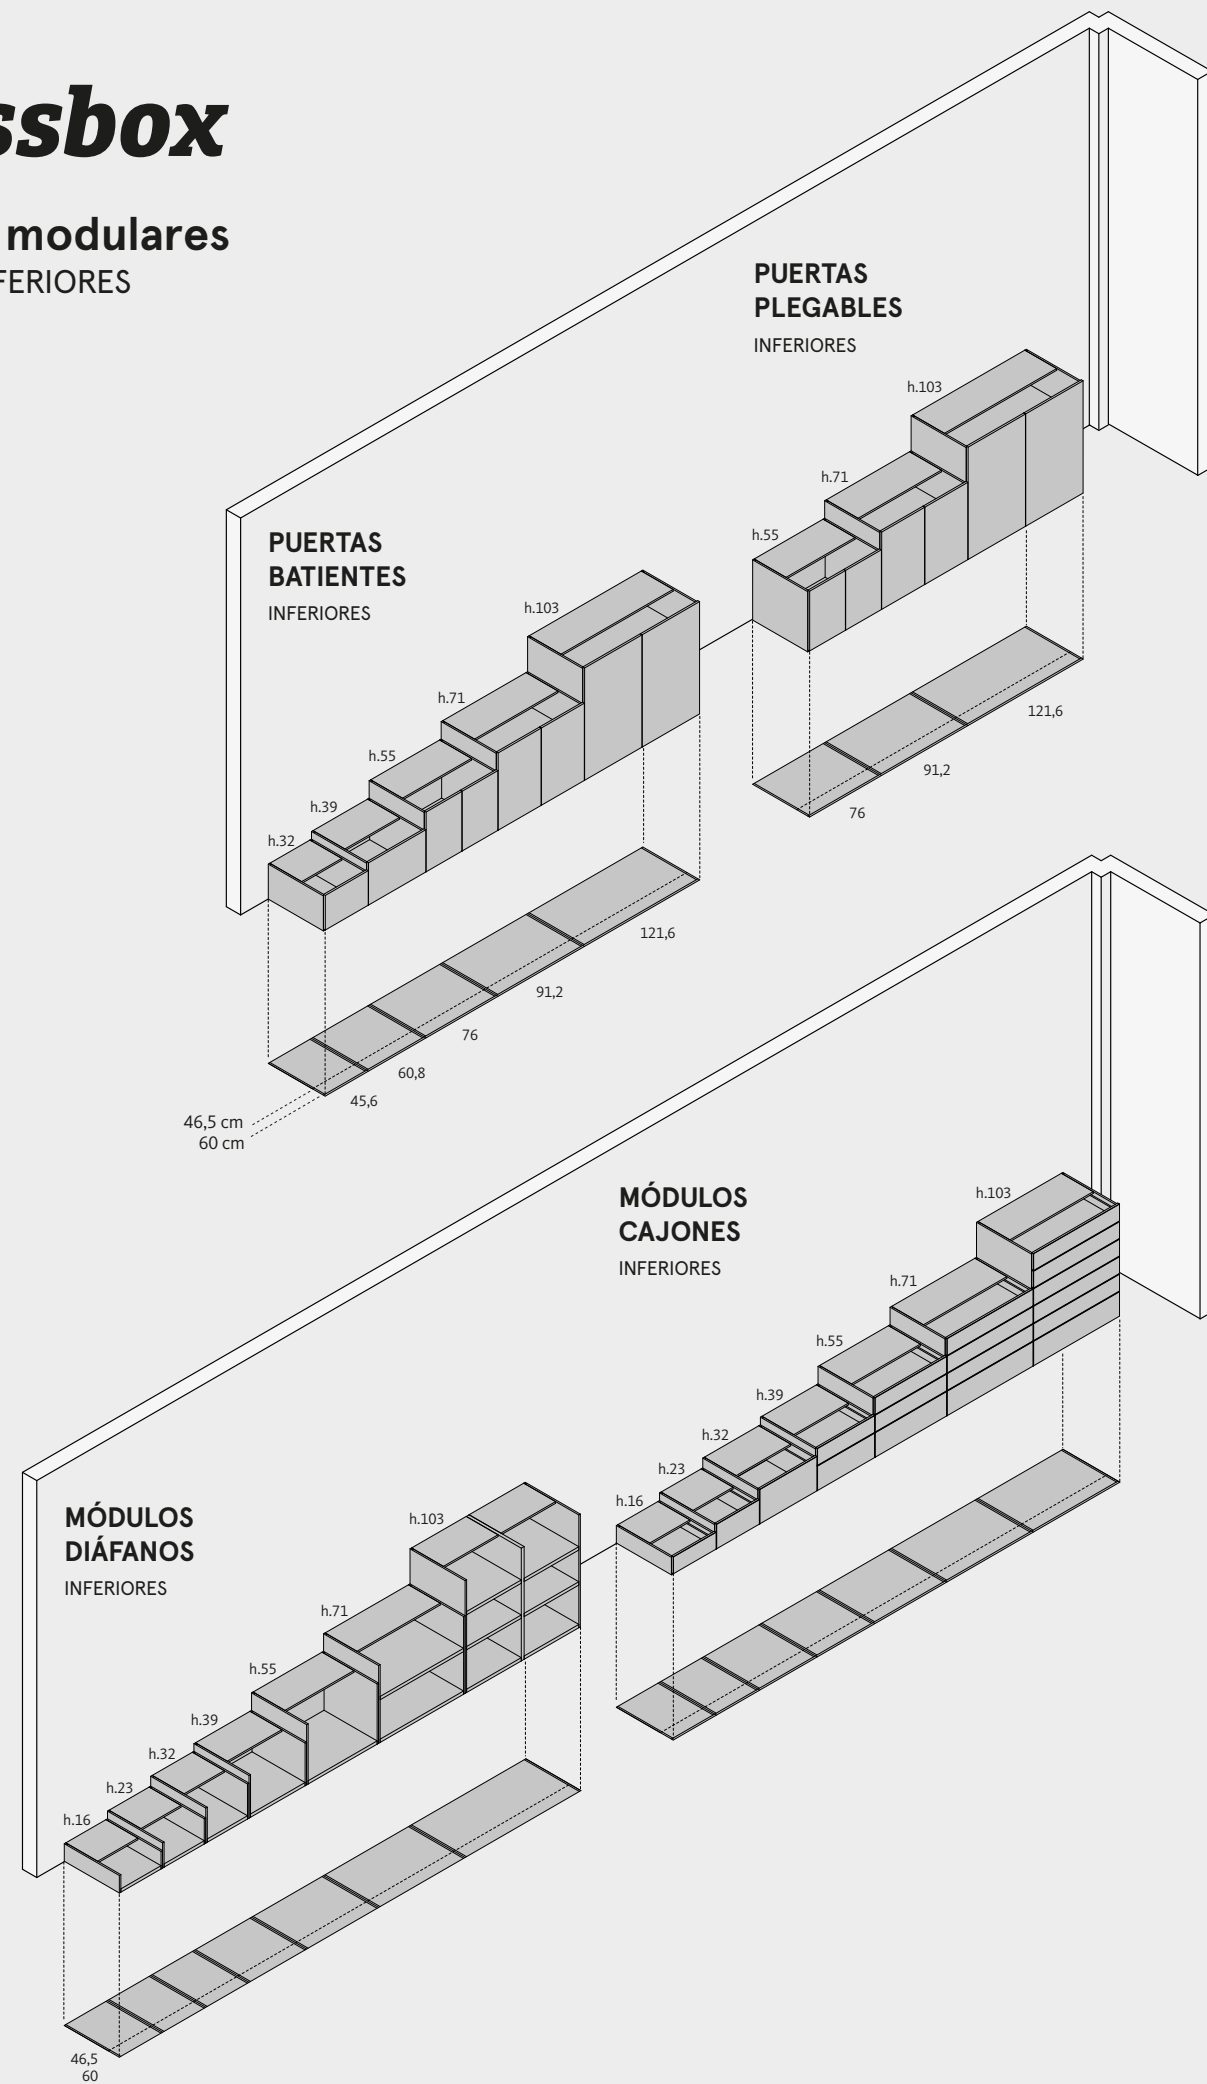 ssbox
modulares
FERIORES
PUERTAS
PLEGABLES
INFERIORES
h.103
h.71
h.55
121,6
91,2
76
PUERTAS
BATIENTES
INFERIORES
h.103
h.71
h.55
h.39
h.32
121,6
91,2
76
60,8
45,6
46,5 cm
60 cm
MÓDULOS
CAJONES
INFERIORES
h.103
h.71
h.55
h.39
h.32
h.23
h.16
MÓDULOS
DIÁFANOS
INFERIORES
h.103
h.71
h.55
h.39
h.32
h.23
h.16
46,5
60